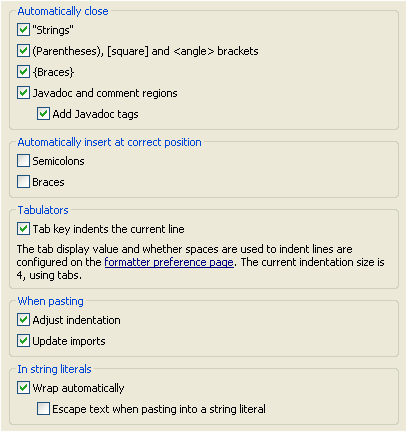 Automatically close
"Strings"
(Parentheses), [square] and <angle> brackets
{Braces}
Javadoc and comment regions
Add Javadoc tags
Automatically insert at correct position
Semicolons
Braces
Tabulators
Tab key indents the current line
The tab display value and whether spaces are used to indent lines are
configured on the formatter preference page. The current indentation size is
4, using tabs.
When pasting
Adjust indentation
Update imports
In string literals
Wrap automatically
Escape text when pasting into a string literal